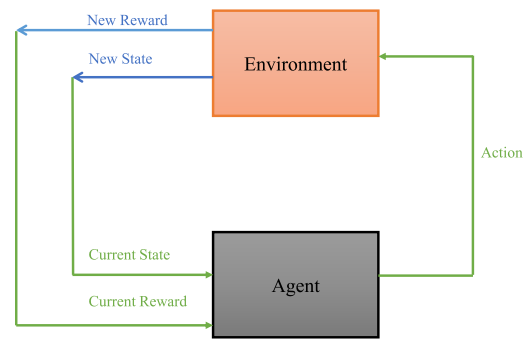 New Reward
New State
Environment
Action
Current State
Current Reward
Agent